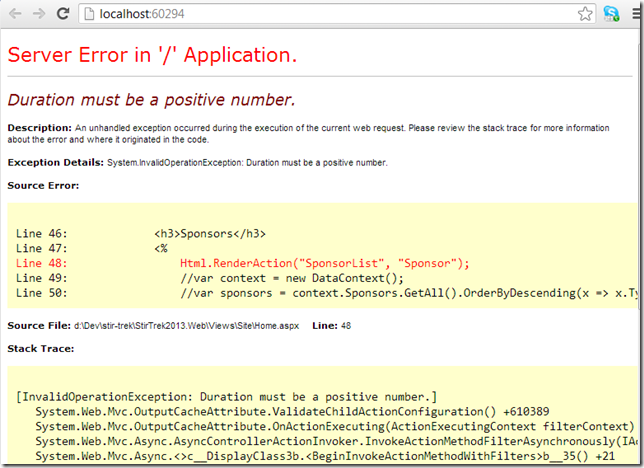 localhost:60294
Server Error in '/' Application.
Duration must be a positive number.
Description: An unhandled exception occurred during the execution of the current web request. Please review the stack trace for more information
about the error and where it originated in the code.
Exception Details: System.InvalidOperationException: Duration must be a positive number.
Source Error:
Line 46: <h3>Sponsors</h3>
Line 47: <%
Line 48: Html.RenderAction("SponsorList", "Sponsor");
Line 49: //var context = new DataContext();
Line 50: //var sponsors = context.Sponsors.GetAll().OrderByDescending(x => x.Ty
Source File: d:\Dev\stir-trek\StirTrek2013.Web\Views\Site\Home.aspx Line: 48
Stack Trace:
[InvalidOperationException: Duration must be a positive number.]
System.Web.Mvc.OutputCacheAttribute.ValidateChildActionConfiguration() +610389
System.Web.Mvc.OutputCacheAttribute.OnActionExecuting(ActionExecutingContext filterContext)
System.Web.Mvc.Async.AsyncControllerActionInvoker.InvokeActionMethodFilterAsynchronously(IAc
System.Web.Mvc.Async.<>c__DisplayClass3b.<BeginInvokeActionMethodWithFilters>b__35() +21